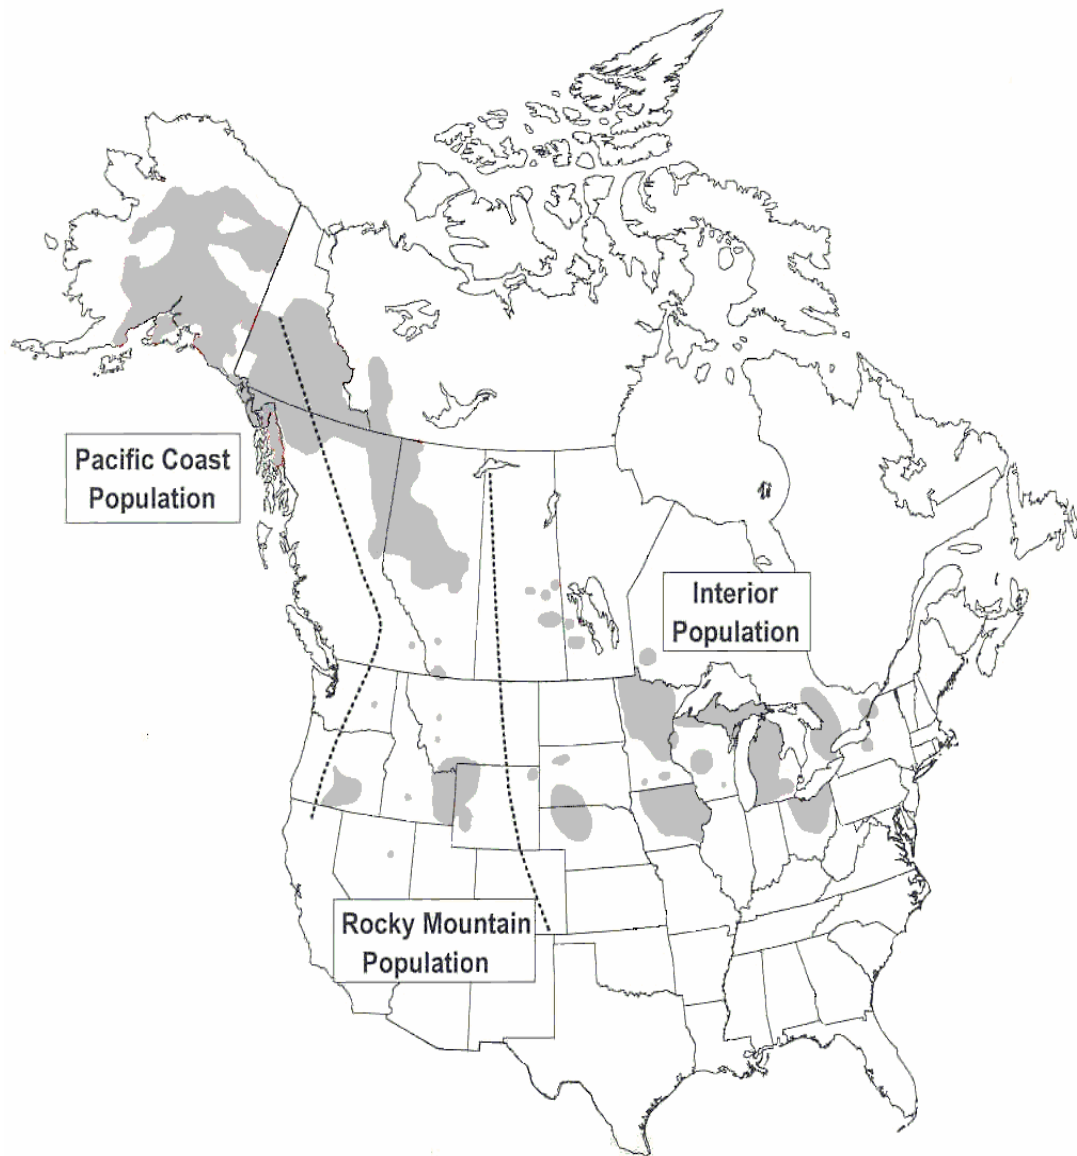 Pacific Coast
Population
Interior
Population
Rocky Mountain
Population